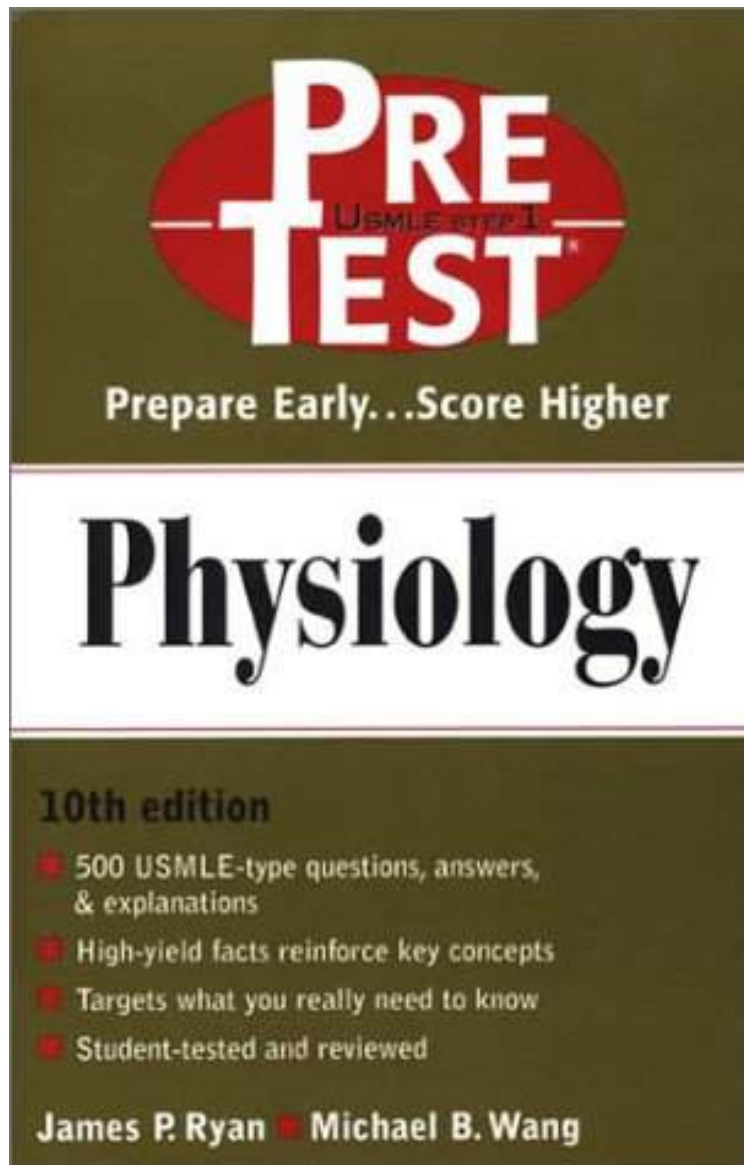 PRE
USMLE STEP 1
TEST®
Prepare Early...Score Higher
Physiology
10th edition
500 USMLE-type questions, answers,
& explanations
High-yield facts reinforce key concepts
Targets what you really need to know
Student-tested and reviewed
James P. Ryan ■ Michael B. Wang